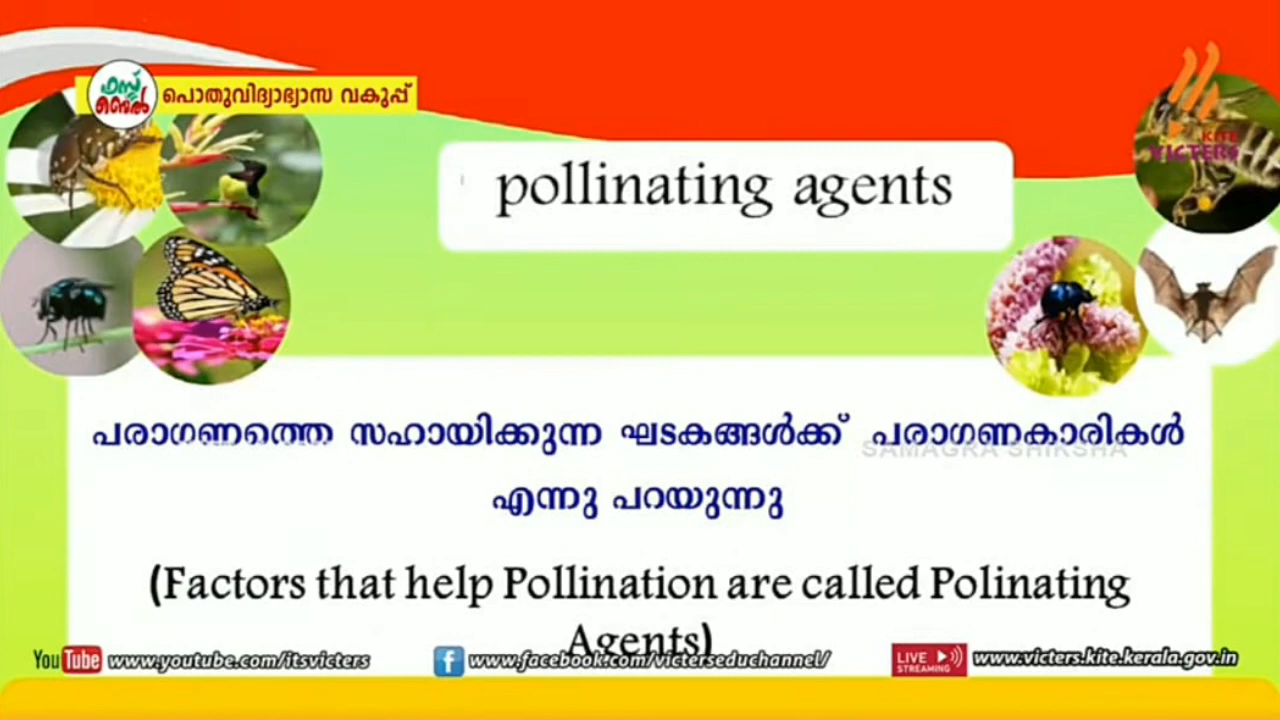 ഫസ്റ്റ് ബെൽ
പൊതുവിദ്യാഭ്യാസ വകുപ്പ്
KITE
VICTERS
pollinating agents
പരാഗണത്തെ സഹായിക്കുന്ന ഘടകങ്ങൾക്ക് പരാഗണകാരികൾ
SAMAGRA SHIKSHA
എന്നു പറയുന്നു
(Factors that help Pollination are called Polinating
Agents)
YouTube www.youtube.com/itsvicters f www.facebook.com/victerseduchannel/ LIVE STREAMING www.victers.kite.kerala.gov.in